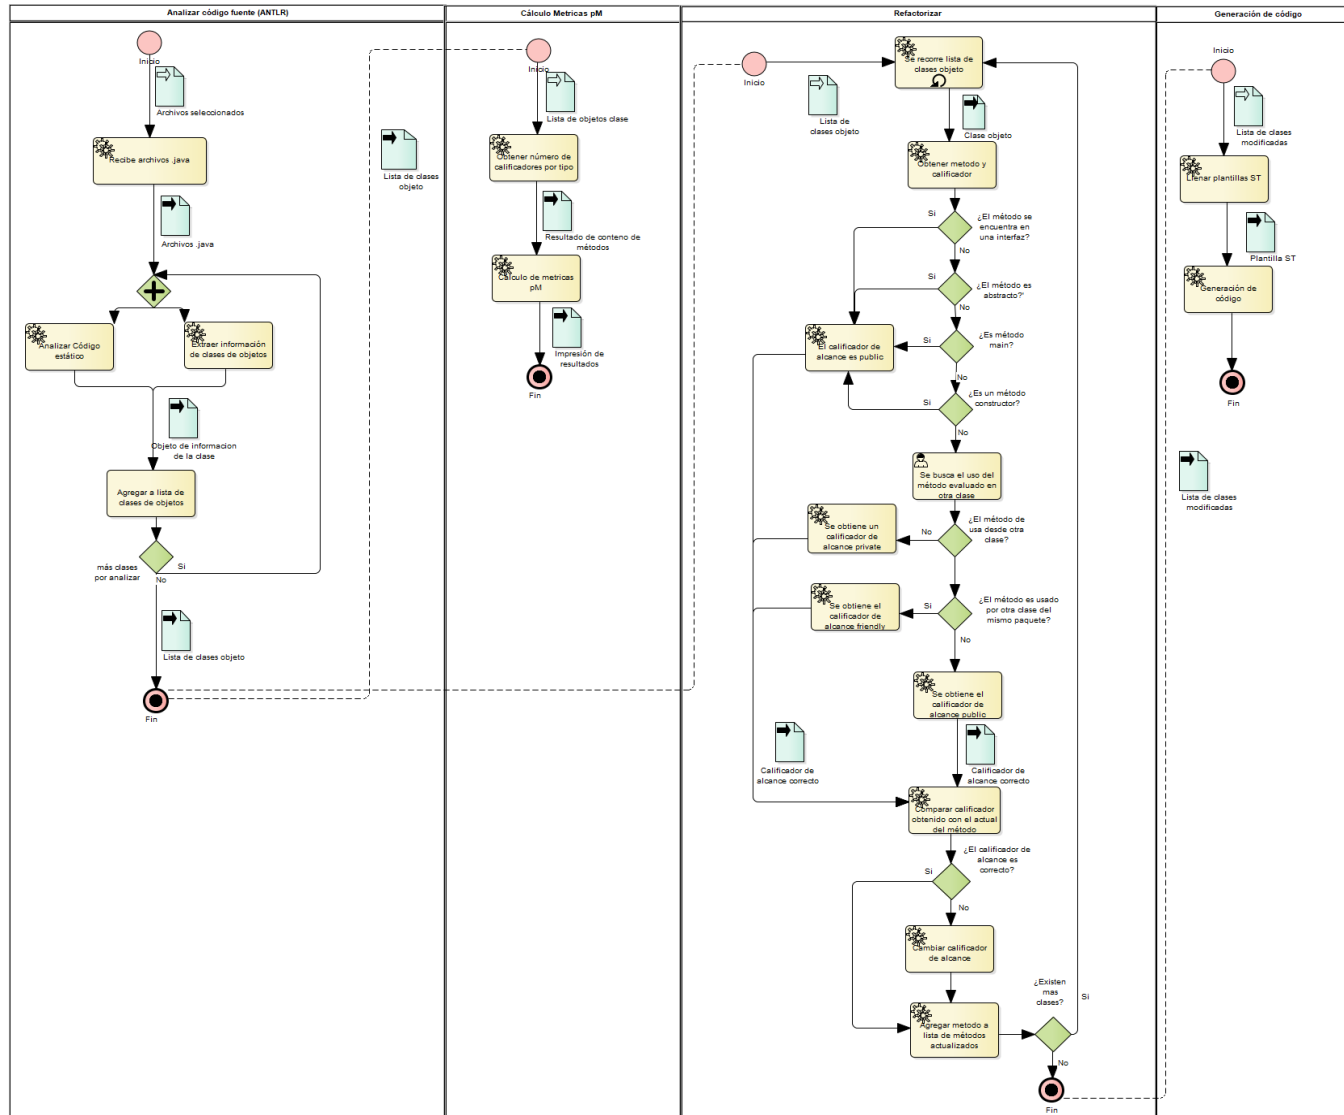 Analizar código fuente (ANTLR)
Inicio
Archivos seleccionados
Recibe archivos .java
Archivos .java
Analizar Código
estático
Extraer información
de clases de objetos
Objeto de informacion
de la clase
Agregar a lista de
clases de objetos
más clases
por analizar
Si
No
Lista de clases objeto
Fin
Lista de clases
objeto
Cálculo Metricas pM
Inicio
Lista de objetos clase
Obtener número de
calificadores por tipo
Resultado de conteno de
métodos
Calculo de metricas
pM
Impresión de
resultados
Fin
Refactorizar
Inicio
Lista de
clases objeto
Se recorre lista de
clases objeto
Clase objeto
Obtener metodo y
calificador
Si
¿El método se
encuentra en
una interfaz?
No
Si
¿El método es
abstracto?'
No
¿Es método
main?
Si
El calificador de
alcance es public
No
¿Es un método
constructor?
Si
No
Se busca el uso del
método evaluado en
otra clase
¿El método de
usa desde otra
clase?
No
Se obtiene un
calificador de
alcance private
¿El método es usado
por otra clase del
mismo paquete?
Si
Se obtiene el
calificador de
alcance friendly
No
Se obtiene el
calificador de
alcance public
Calificador de
alcance correcto
Calificador de
alcance correcto
Comparar calificador
obtenido con el actual
del método
¿El calificador de
alcance es
correcto?
Si
No
Cambiar calificador
de alcance
Agregar metodo a
lista de métodos
actualizados
¿Existen
mas
clases?
Si
No
Fin
Generación de código
Inicio
Lista de clases
modificadas
Llenar plantillas ST
Plantilla ST
Generación de
código
Fin
Lista de clases
modificadas